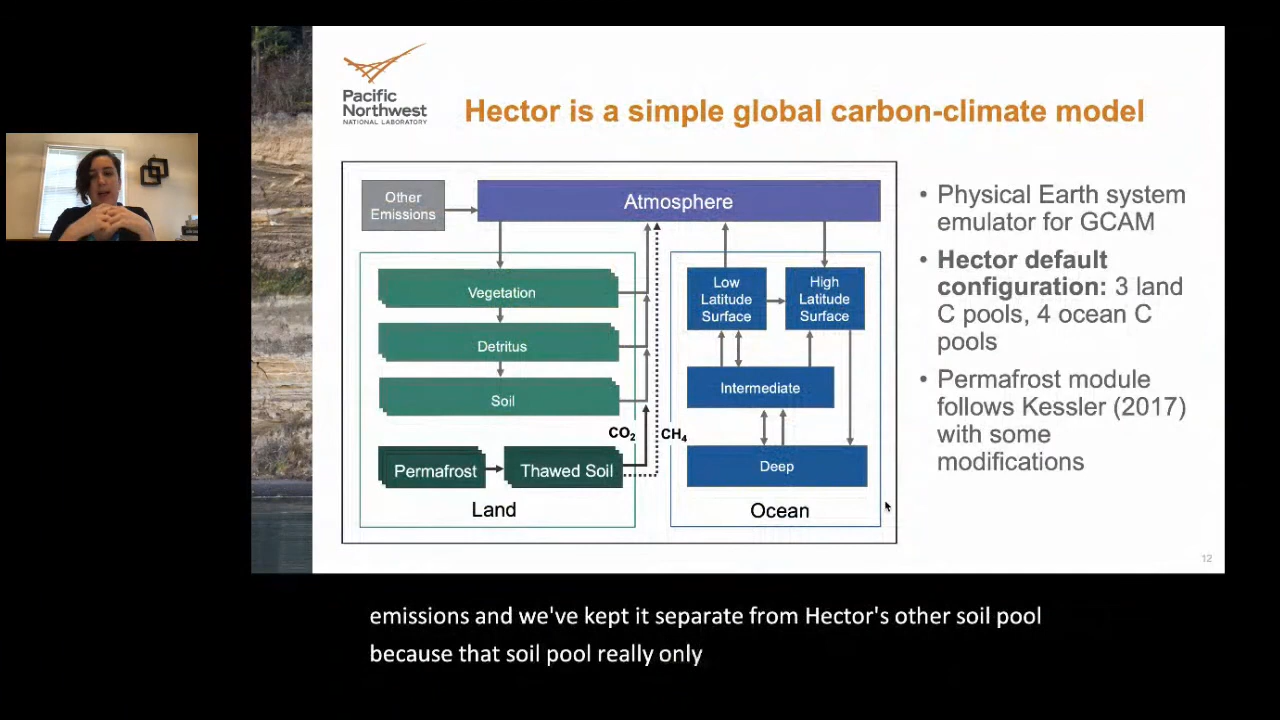 Pacific
Northwest
NATIONAL LABORATORY
Hector is a simple global carbon-climate model
Other
Emissions
Atmosphere
Vegetation
Detritus
Soil
CO₂
CH₄
Permafrost
Thawed Soil
Land
Low
Latitude
Surface
High
Latitude
Surface
Intermediate
Deep
Ocean
• Physical Earth system
emulator for GCAM
• Hector default
configuration: 3 land
C pools, 4 ocean C
pools
• Permafrost module
follows Kessler (2017)
with some
modifications
12
emissions and we've kept it separate from Hector's other soil pool
because that soil pool really only